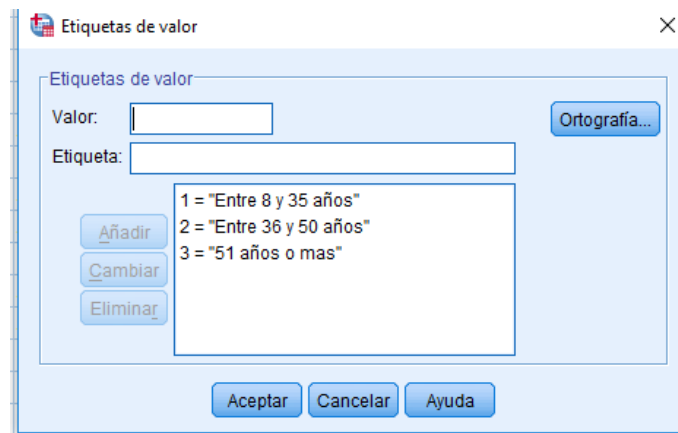 Etiquetas de valor
Etiquetas de valor
Valor:
Ortografía...
Etiqueta:
Añadir
Cambiar
Eliminar
1 = "Entre 8 y 35 años"
2 = "Entre 36 y 50 años"
3 = "51 años o mas"
Aceptar Cancelar Ayuda